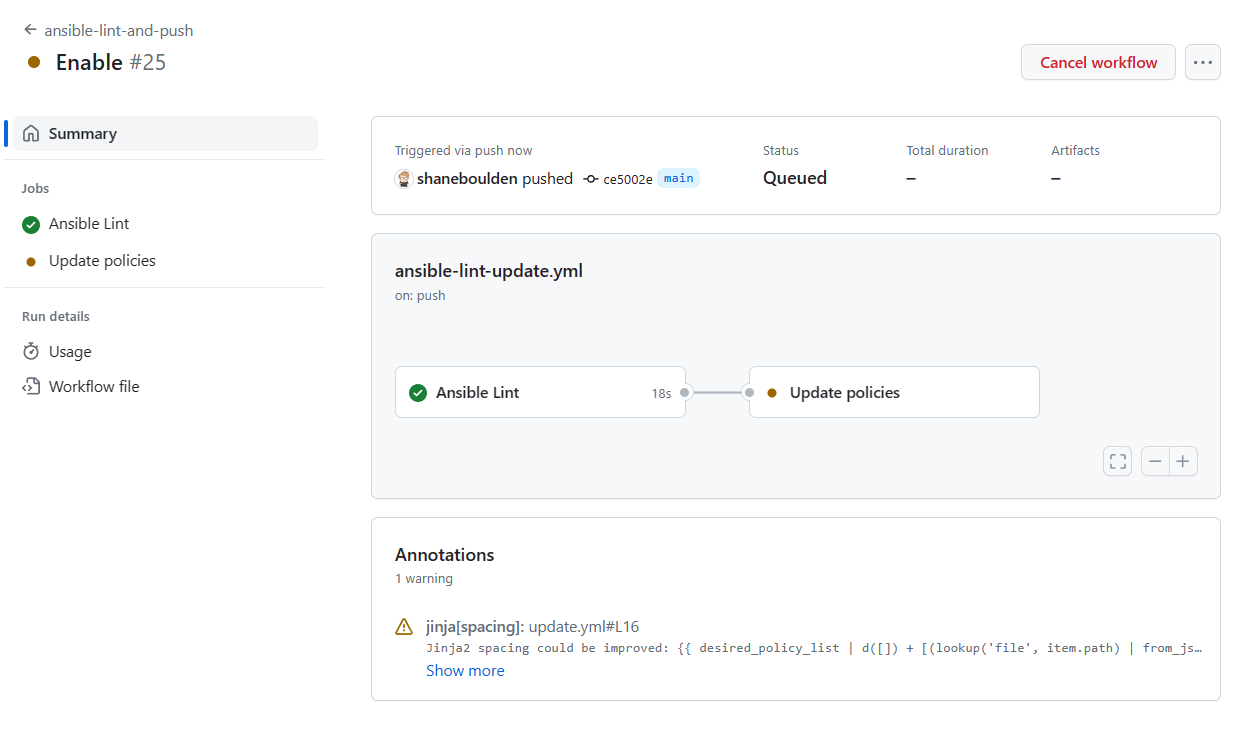 ansible-lint-and-push
Enable #25
Cancel workflow
Summary
Jobs
Ansible Lint
Update policies
Run details
Usage
Workflow file
Triggered via push now
shaneboulden pushed ce5002e main
Status
Queued
Total duration
–
Artifacts
–
ansible-lint-update.yml
on: push
Ansible Lint 18s
Update policies
Annotations
1 warning
jinja[spacing]: update.yml#L16
Jinja2 spacing could be improved: {{ desired_policy_list | d([]) + [(lookup('file', item.path) | from_js…
Show more